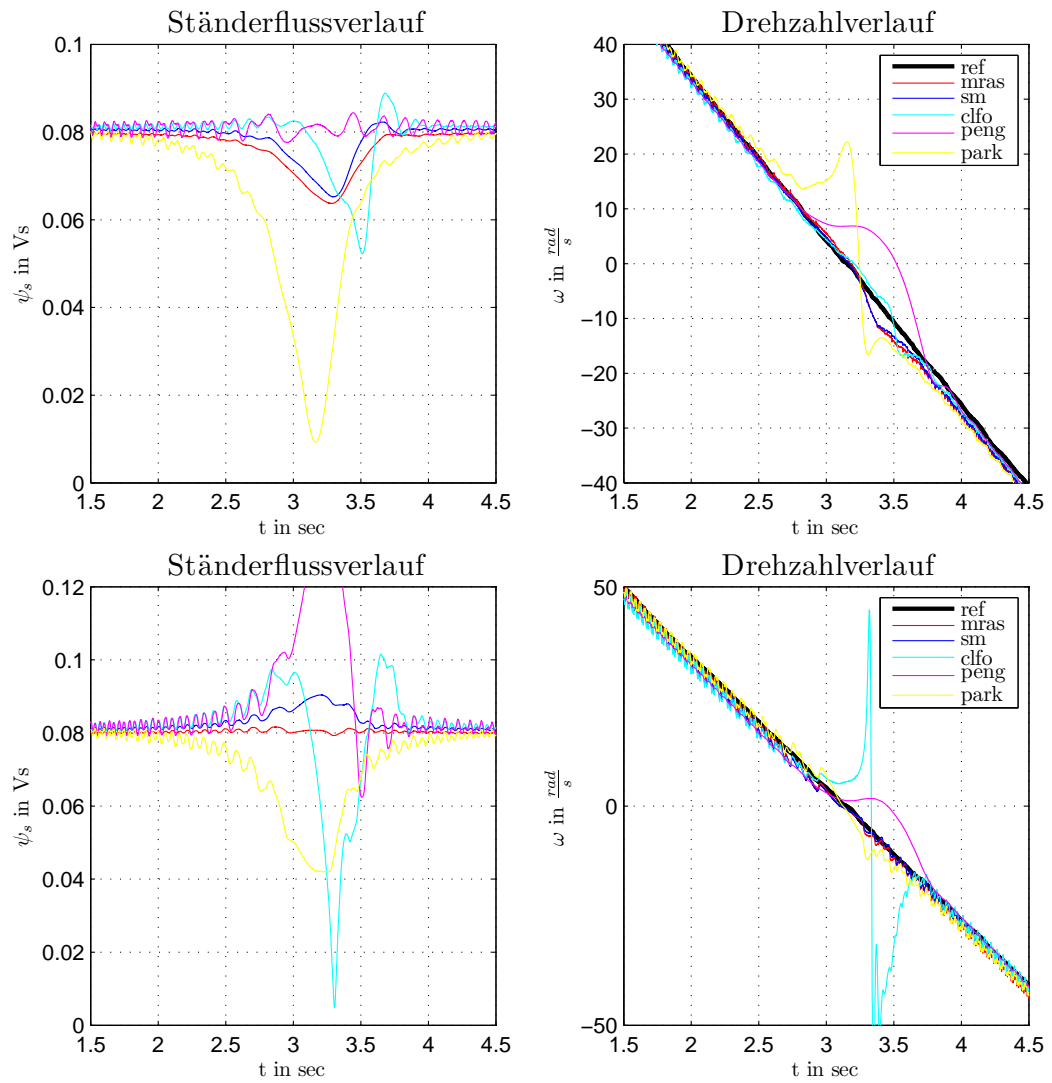 Ständerflussverlauf
0.1
0.08
0.06
0.04
0.02
0
ψs in Vs
1.5 2 2.5 3 3.5 4 4.5
t in sec
Drehzahlverlauf
40
30
20
10
0
−10
−20
−30
−40
ω in rad/s
1.5 2 2.5 3 3.5 4 4.5
t in sec
ref
mras
sm
clfo
peng
park
Ständerflussverlauf
0.12
0.1
0.08
0.06
0.04
0.02
0
ψs in Vs
1.5 2 2.5 3 3.5 4 4.5
t in sec
Drehzahlverlauf
50
0
−50
ω in rad/s
1.5 2 2.5 3 3.5 4 4.5
t in sec
ref
mras
sm
clfo
peng
park